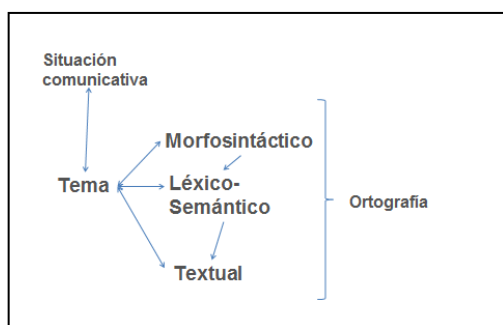 Situación
comunicativa
Morfosintáctico
Tema
Léxico-
Semántico
Ortografía
Textual